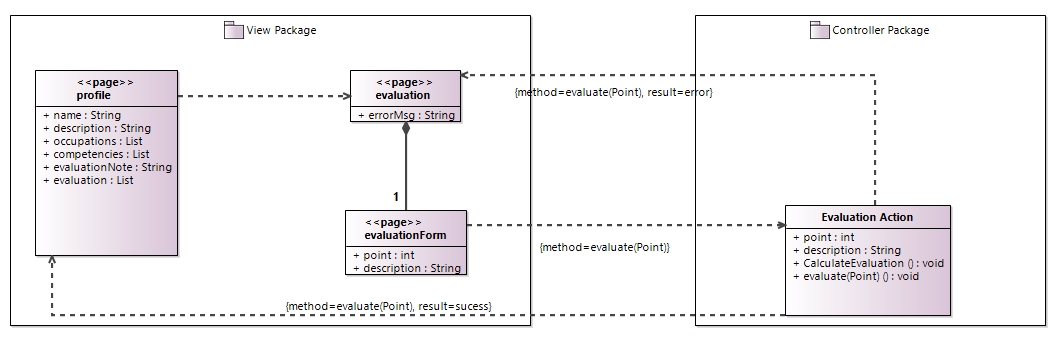 View Package
Controller Package
<<page>>
profile
+ name : String
+ description : String
+ occupations : List
+ competencies : List
+ evaluationNote : String
+ evaluation : List
<<page>>
evaluation
+ errorMsg : String
{method=evaluate(Point), result=error}
1
<<page>>
evaluationForm
+ point : int
+ description : String
{method=evaluate(Point)}
Evaluation Action
+ point : int
+ description : String
+ CalculateEvaluation () : void
+ evaluate(Point) () : void
{method=evaluate(Point), result=sucess}